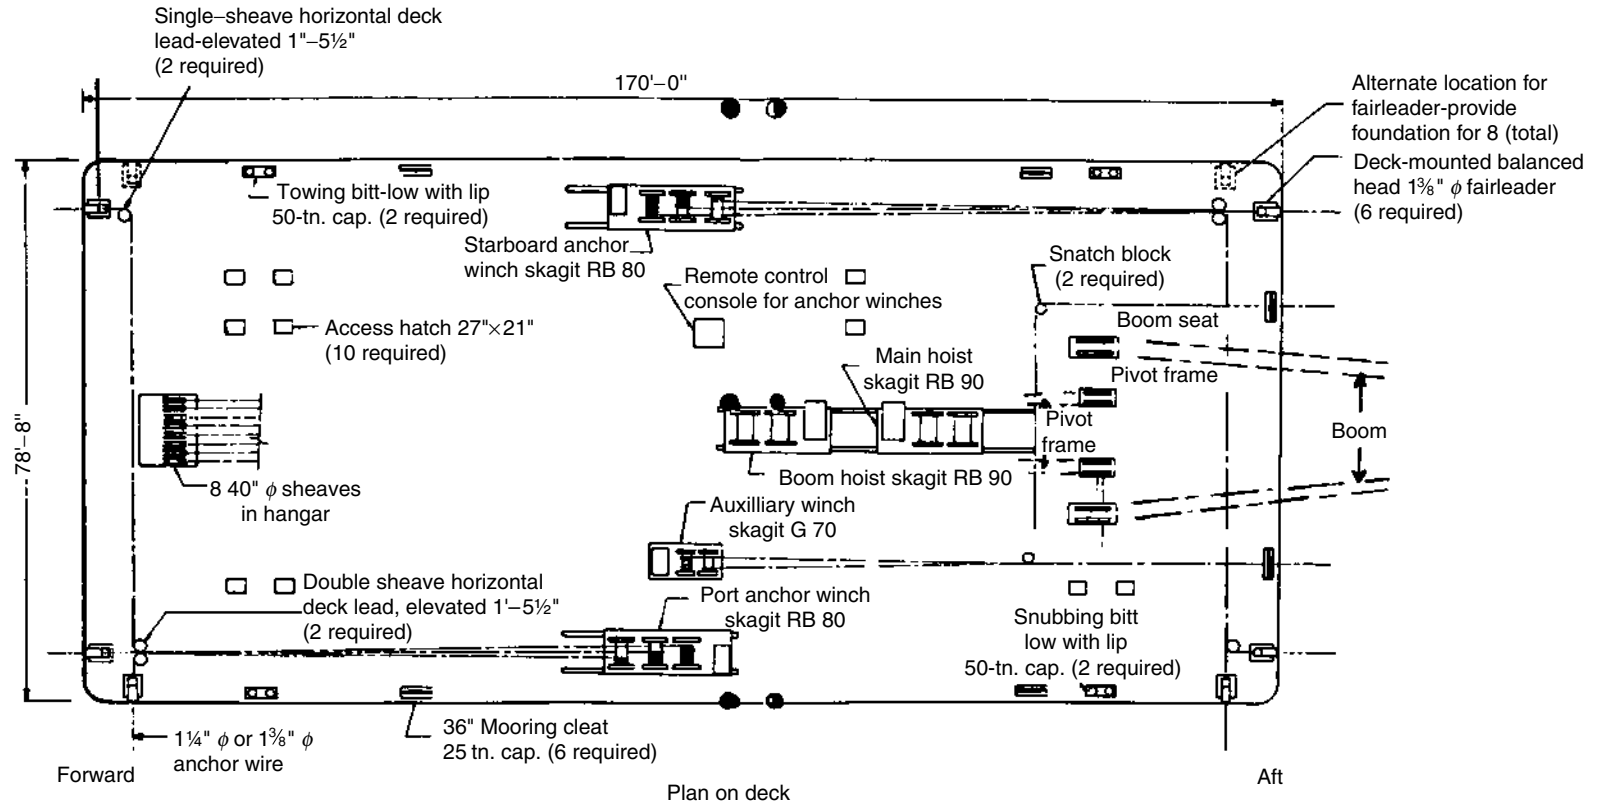 Single–sheave horizontal deck
lead-elevated 1"–5½"
(2 required)
170'–0"
Alternate location for
fairleader-provide
foundation for 8 (total)
Deck-mounted balanced
head 1⅜" ϕ fairleader
(6 required)
Towing bitt-low with lip
50-tn. cap. (2 required)
Starboard anchor
winch skagit RB 80
Snatch block
(2 required)
Remote control
console for anchor winches
Access hatch 27"×21"
(10 required)
Boom seat
Main hoist
skagit RB 90
Pivot frame
78'–8"
Pivot
frame
Boom
8 40" ϕ sheaves
in hangar
Boom hoist skagit RB 90
Auxilliary winch
skagit G 70
Double sheave horizontal
deck lead, elevated 1'–5½"
(2 required)
Port anchor winch
skagit RB 80
Snubbing bitt
low with lip
50-tn. cap. (2 required)
36" Mooring cleat
25 tn. cap. (6 required)
1¼" ϕ or 1⅜" ϕ
anchor wire
Forward
Aft
Plan on deck